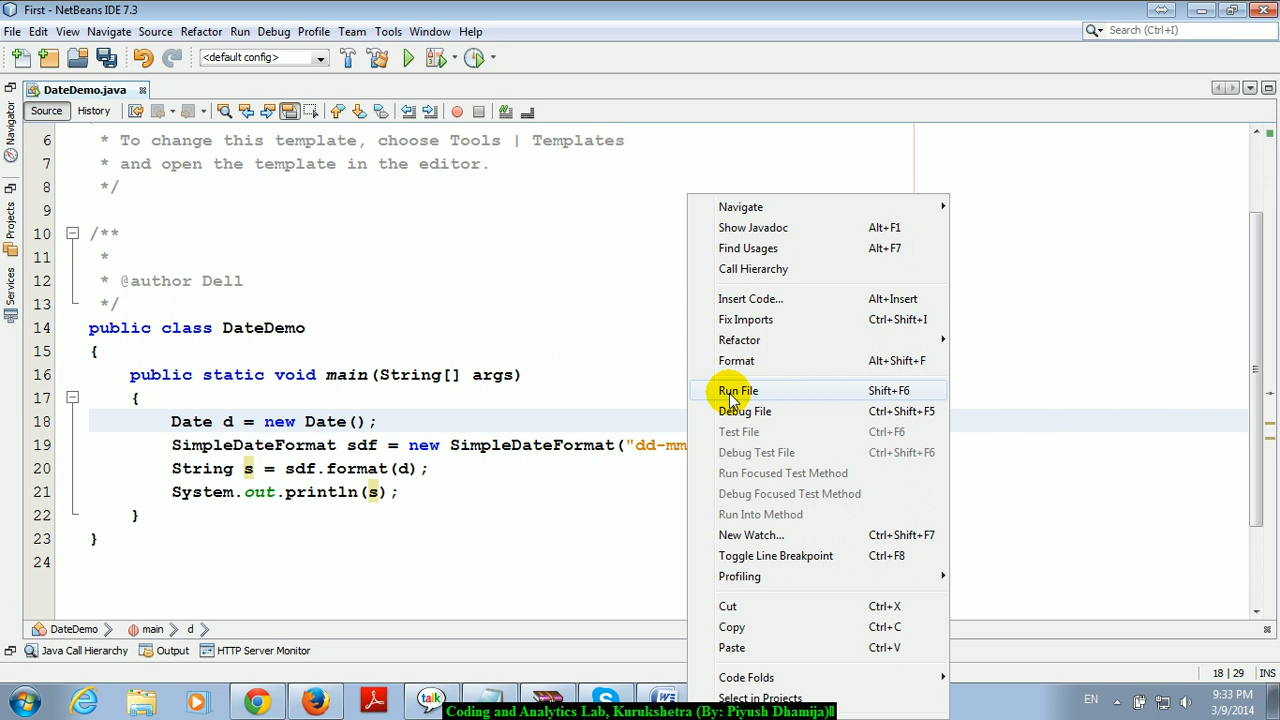 First - NetBeans IDE 7.3
File Edit View Navigate Source Refactor Run Debug Profile Team Tools Window Help
Search (Ctrl+I)
<default config>
DateDemo.java
Source History
Navigator
Projects
Services
6 * To change this template, choose Tools | Templates
7 * and open the template in the editor.
8 */
9
10 /**
11 *
12 * @author Dell
13 */
14 public class DateDemo
15 {
16 public static void main(String[] args)
17 {
18 Date d = new Date();
19 SimpleDateFormat sdf = new SimpleDateFormat("dd-mm
20 String s = sdf.format(d);
21 System.out.println(s);
22 }
23 }
24
Navigate
Show Javadoc Alt+F1
Find Usages Alt+F7
Call Hierarchy
Insert Code... Alt+Insert
Fix Imports Ctrl+Shift+I
Refactor
Format Alt+Shift+F
Run File Shift+F6
Debug File Ctrl+Shift+F5
Test File Ctrl+F6
Debug Test File Ctrl+Shift+F6
Run Focused Test Method
Debug Focused Test Method
Run Into Method
New Watch... Ctrl+Shift+F7
Toggle Line Breakpoint Ctrl+F8
Profiling
Cut Ctrl+X
Copy Ctrl+C
Paste Ctrl+V
Code Folds
Select in Projects
DateDemo main d
Java Call Hierarchy Output HTTP Server Monitor
18 | 29 INS
talk
EN
9:33 PM
3/9/2014
Coding and Analytics Lab, Kurukshetra (By: Piyush Dhamija)